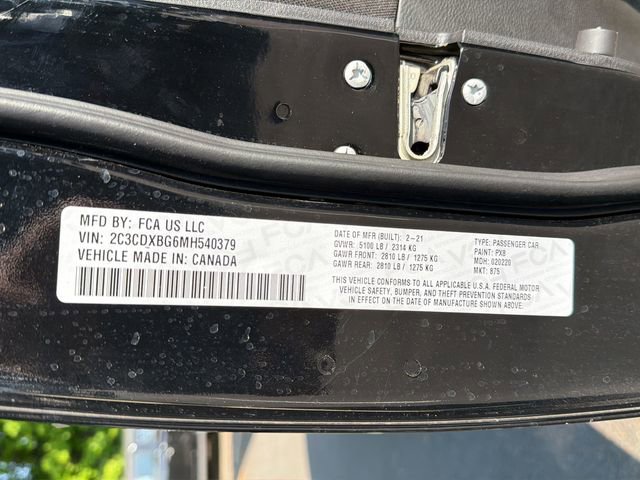 MFD BY: FCA US LLC
VIN: 2C3CDXBG6MH540379
VEHICLE MADE IN: CANADA
DATE OF MFR (BUILT): 2-21
GVWR: 5100 LB / 2314 KG
GAWR FRONT: 2810 LB / 1275 KG
GAWR REAR: 2810 LB / 1275 KG
TYPE: PASSENGER CAR
PAINT: PX8
MDH: 020220
MKT: 875
THIS VEHICLE CONFORMS TO ALL APPLICABLE U.S.A. FEDERAL MOTOR
VEHICLE SAFETY, BUMPER, AND THEFT PREVENTION STANDARDS
IN EFFECT ON THE DATE OF MANUFACTURE SHOWN ABOVE.